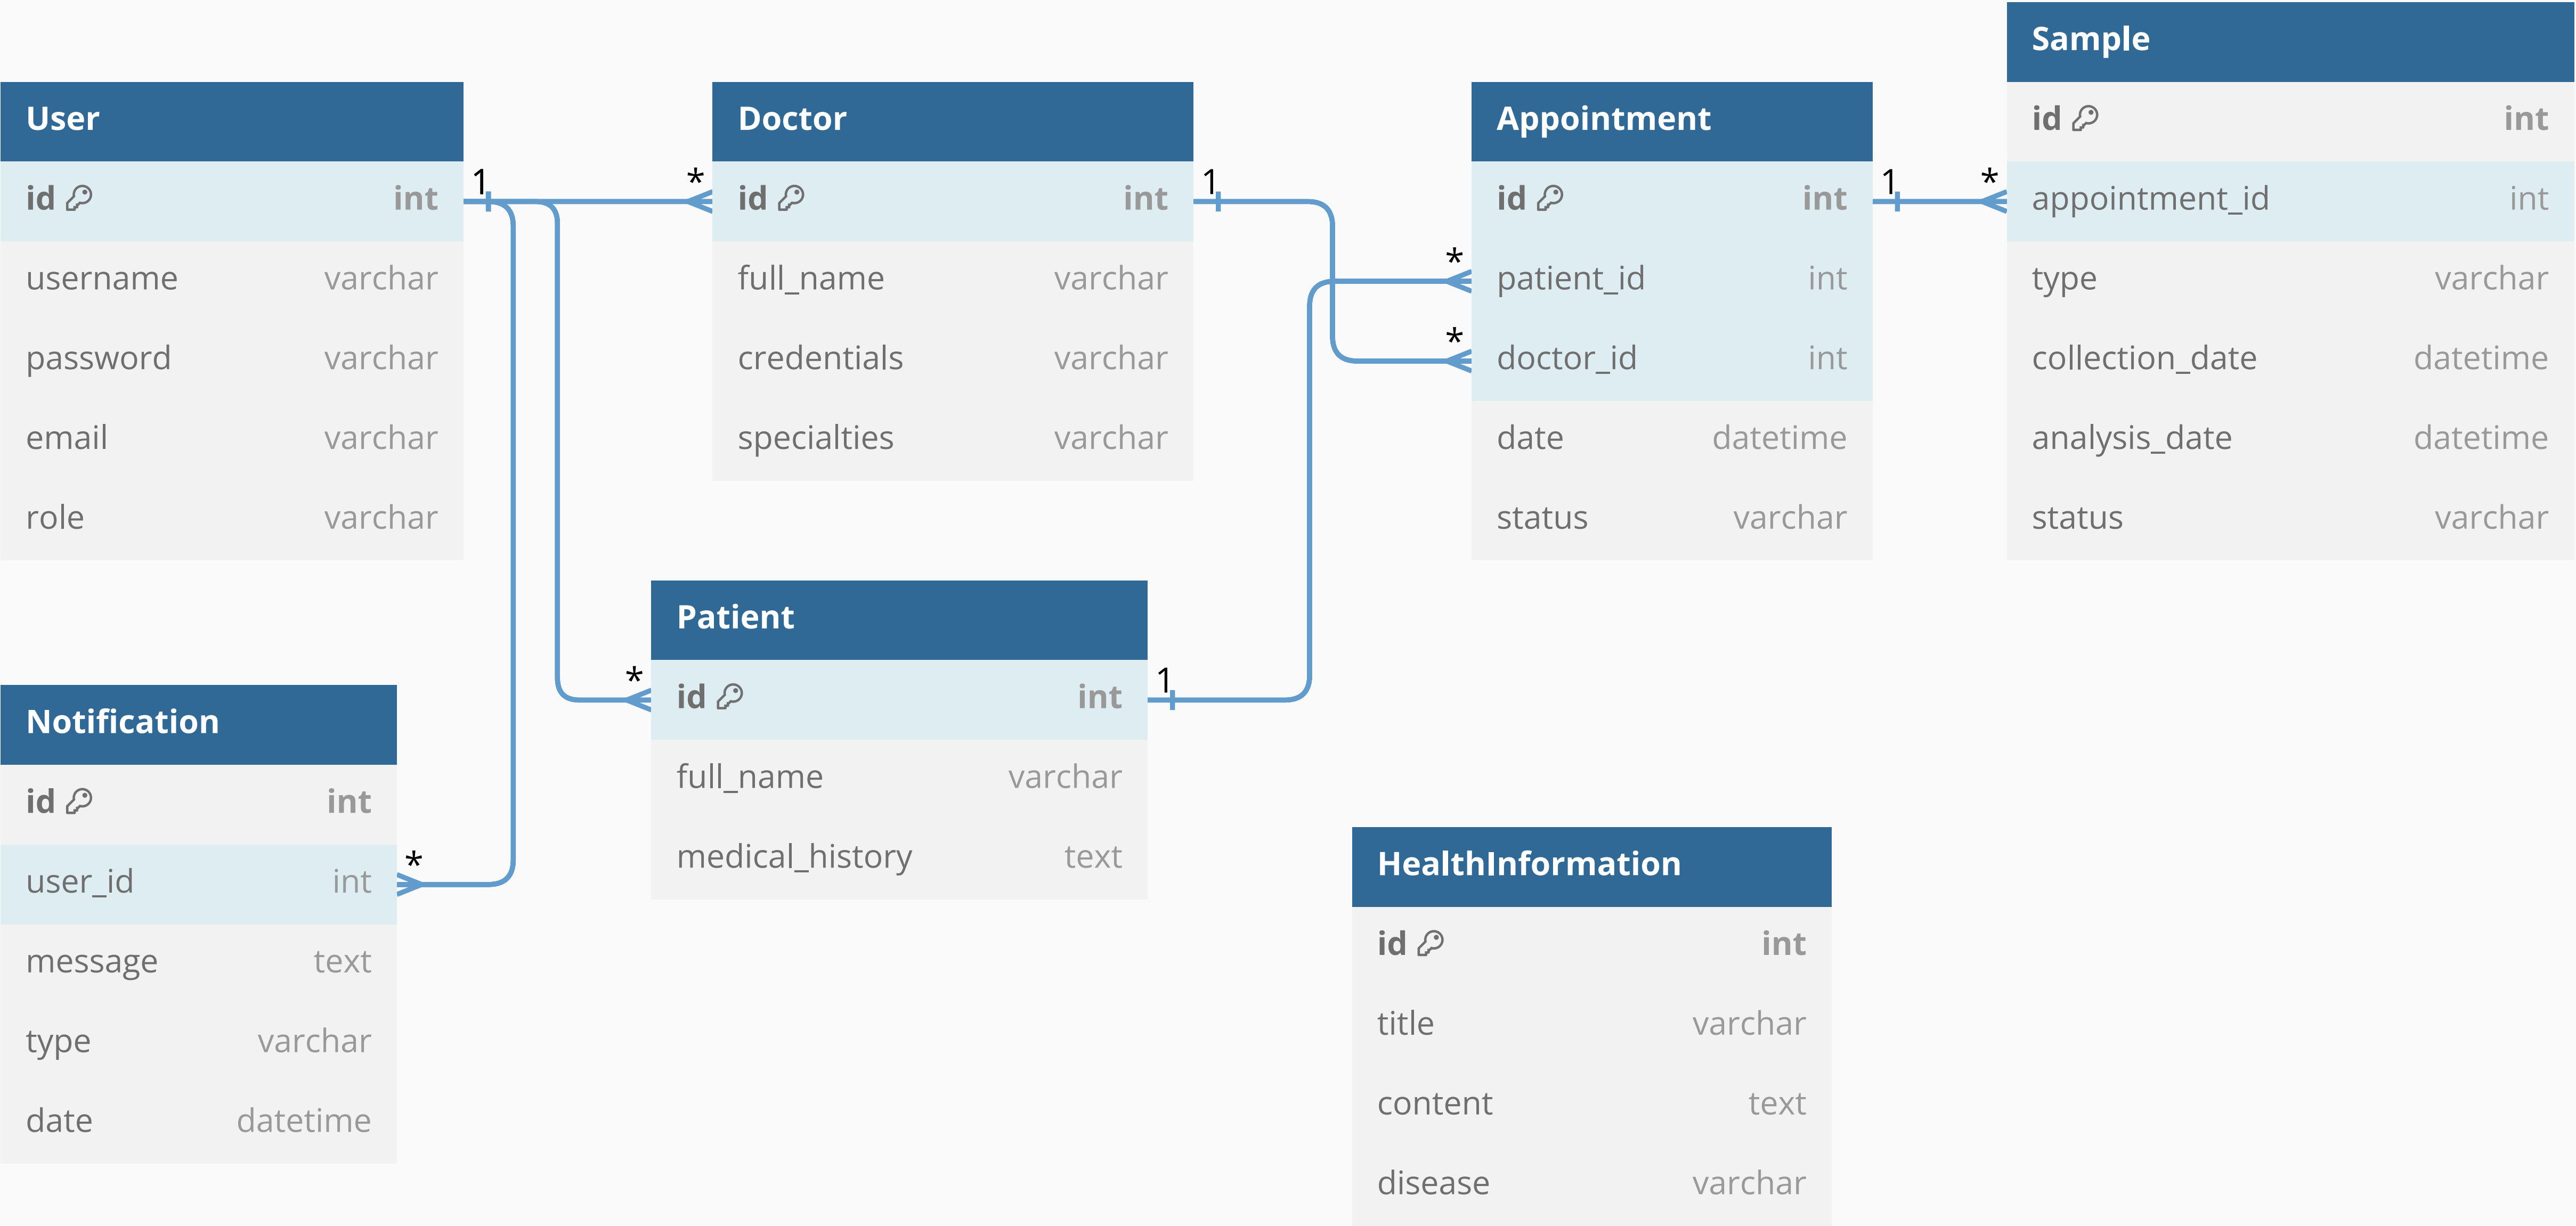 User
id int
username varchar
password varchar
email varchar
role varchar
1
*
Doctor
id int
full_name varchar
credentials varchar
specialties varchar
1
*
*
Appointment
id int
patient_id int
doctor_id int
date datetime
status varchar
1
*
Sample
id int
appointment_id int
type varchar
collection_date datetime
analysis_date datetime
status varchar
*
Patient
id int
full_name varchar
medical_history text
1
Notification
id int
user_id int
message text
type varchar
date datetime
*
HealthInformation
id int
title varchar
content text
disease varchar